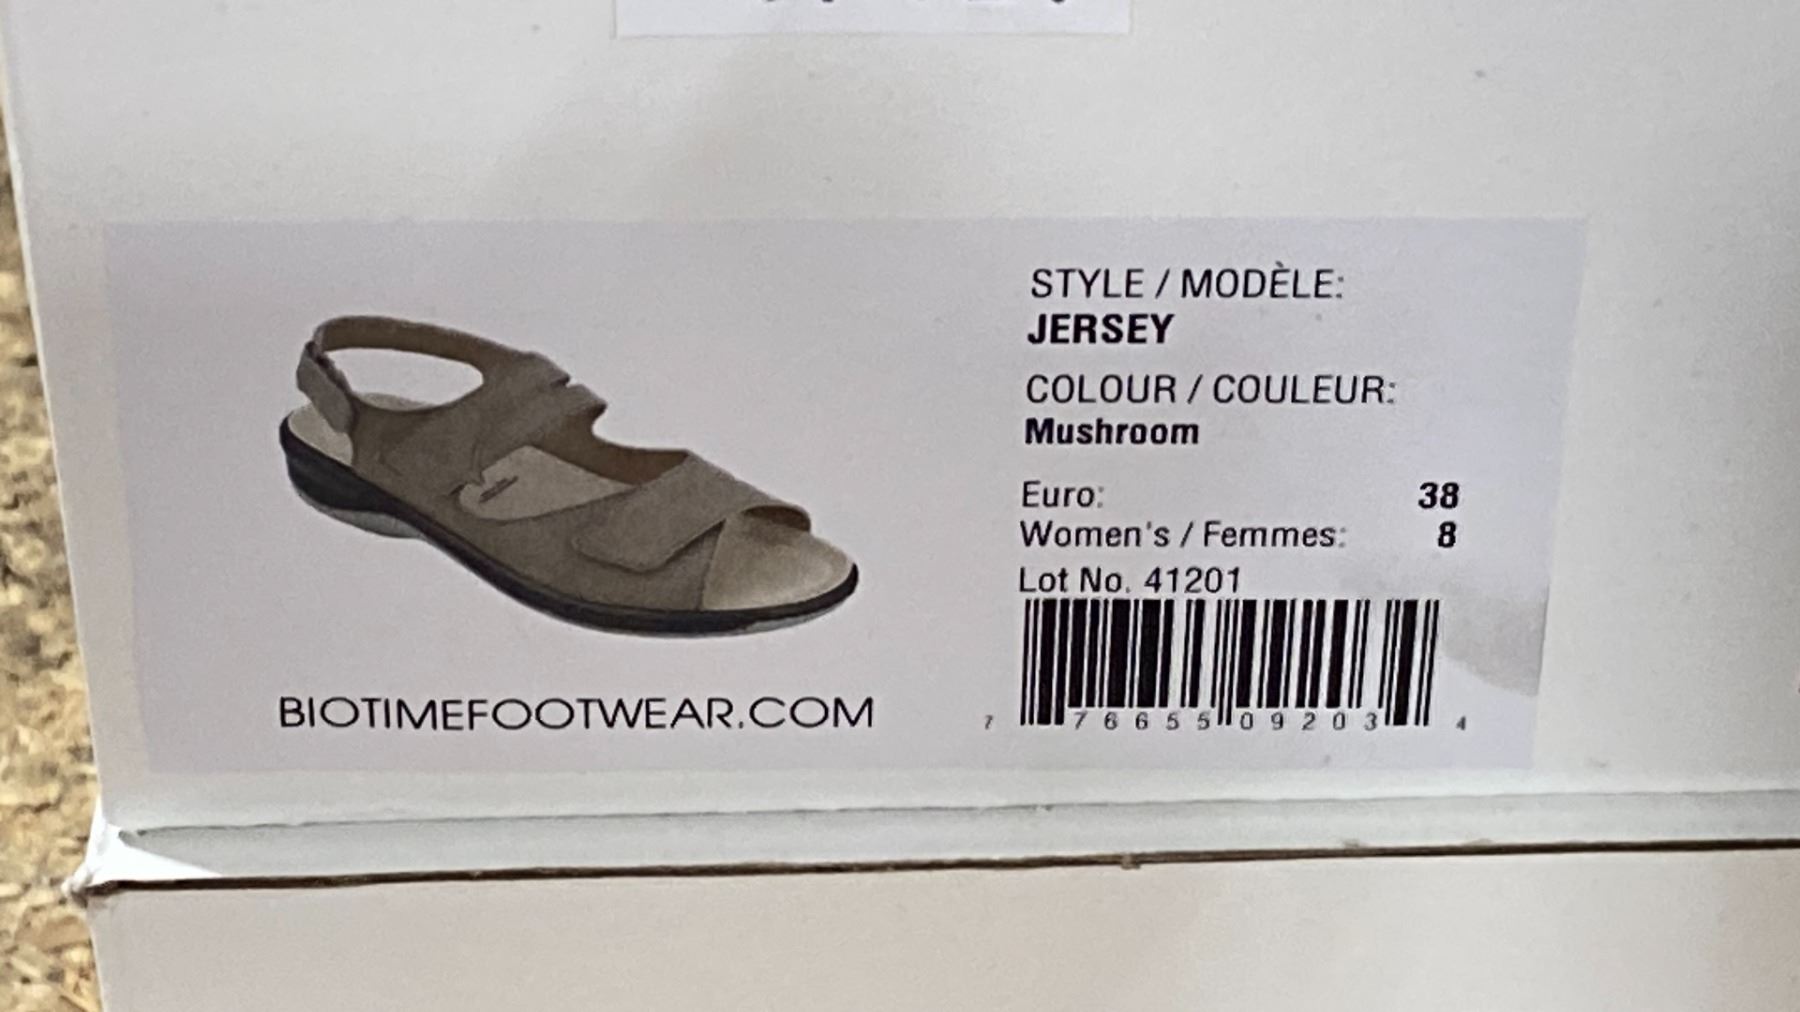 STYLE / MODÈLE:
JERSEY
COLOUR / COULEUR:
Mushroom
Euro: 38
Women's / Femmes: 8
Lot No. 41201
7 76655 09203 4
BIOTIMEFOOTWEAR.COM